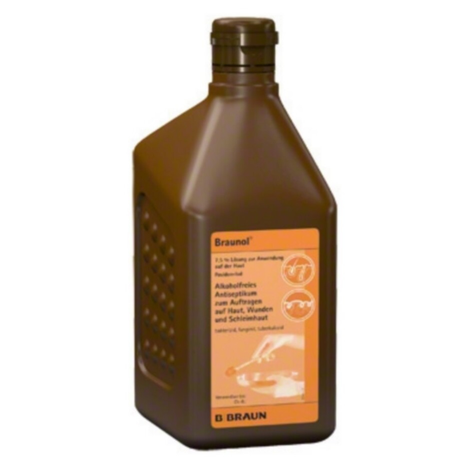 Braunol®
7,5 % Lösung zur Anwendung
auf der Haut
Povidon-Iod
Alkoholfreies
Antiseptikum
zum Auftragen
auf Haut, Wunden
und Schleimhaut
B BRAUN